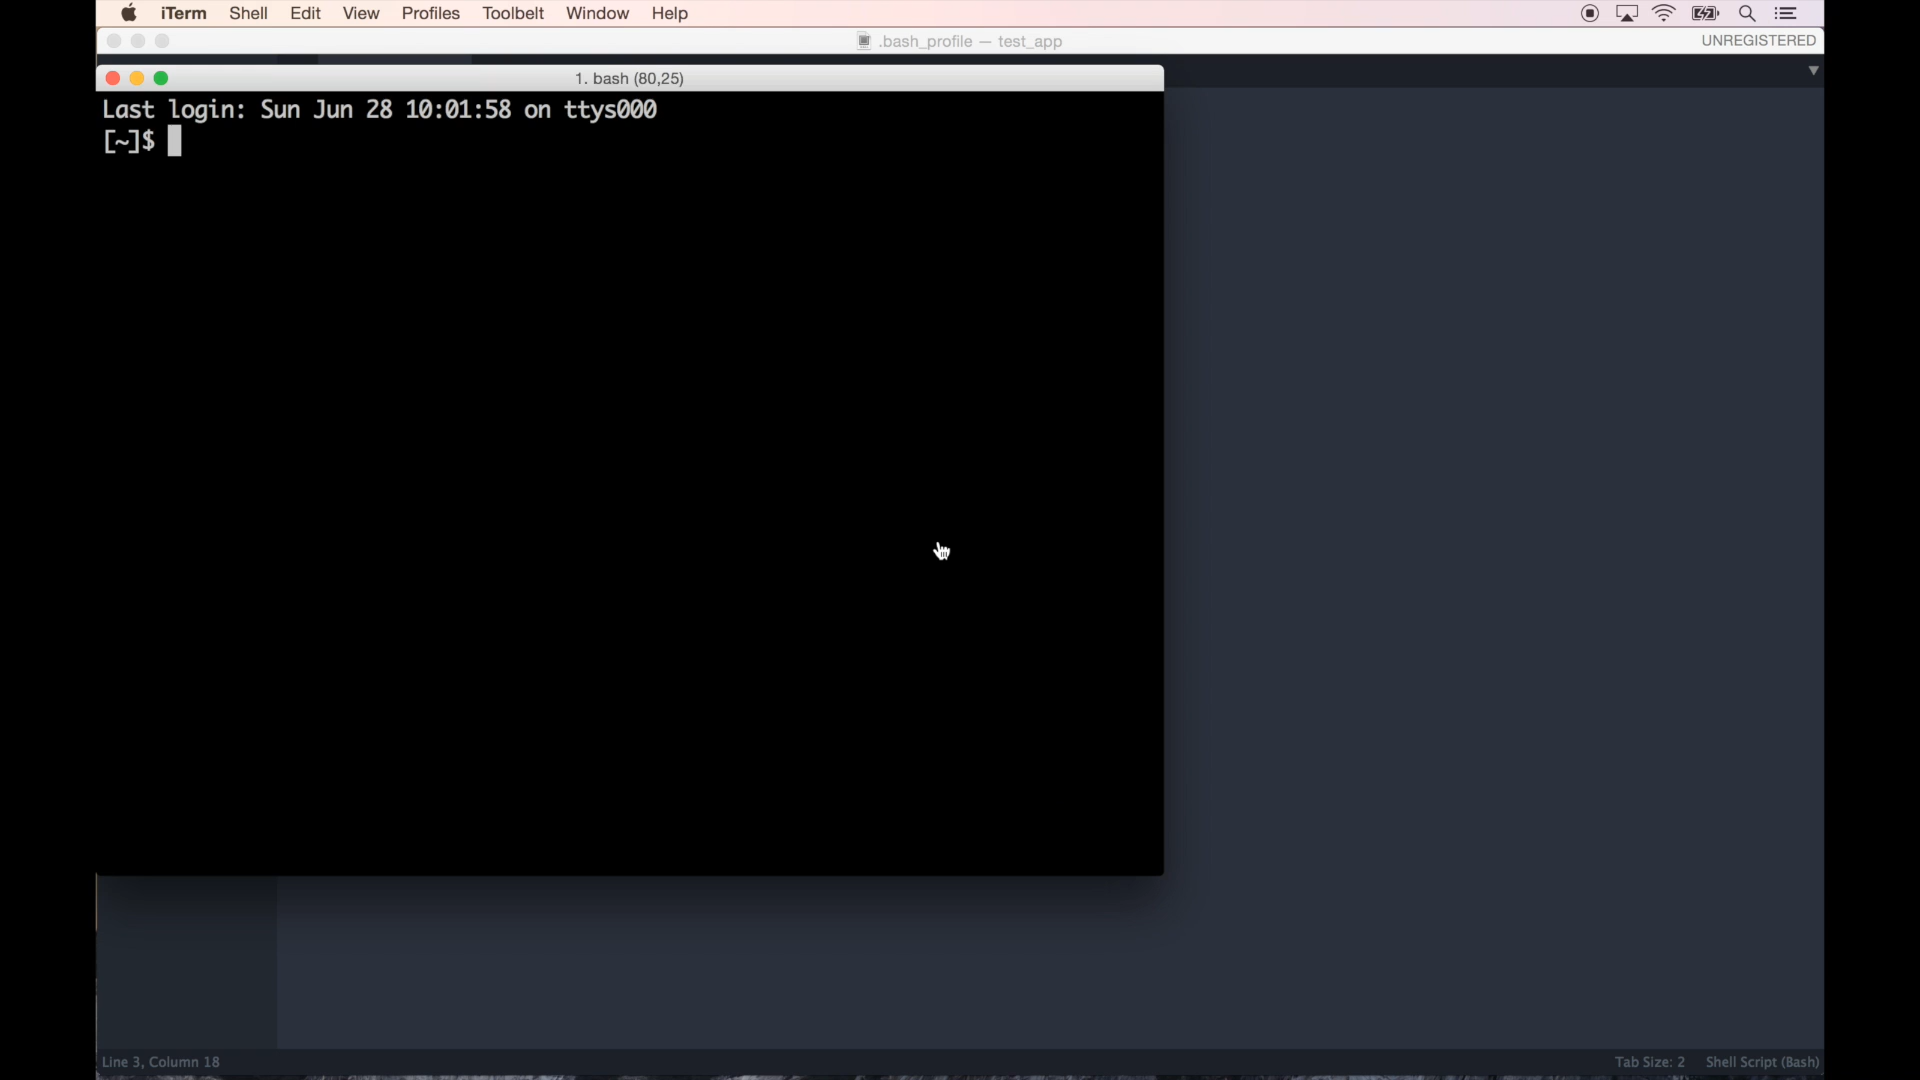 iTerm Shell Edit View Profiles Toolbelt Window Help
.bash_profile — test_app
UNREGISTERED
1. bash (80,25)
Last login: Sun Jun 28 10:01:58 on ttys000
[~]$
Line 3, Column 18
Tab Size: 2
Shell Script (Bash)